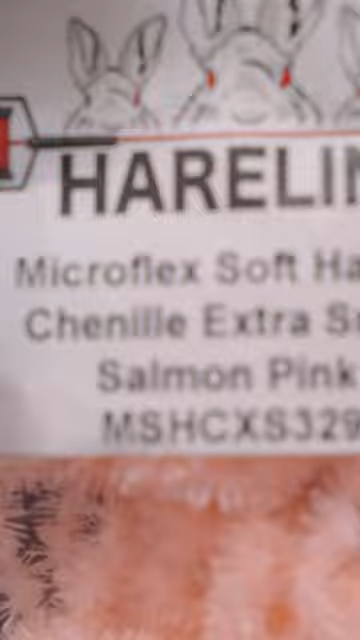 HARELIN
Microflex Soft Ha
Chenille Extra S
Salmon Pink
MSHCXS329